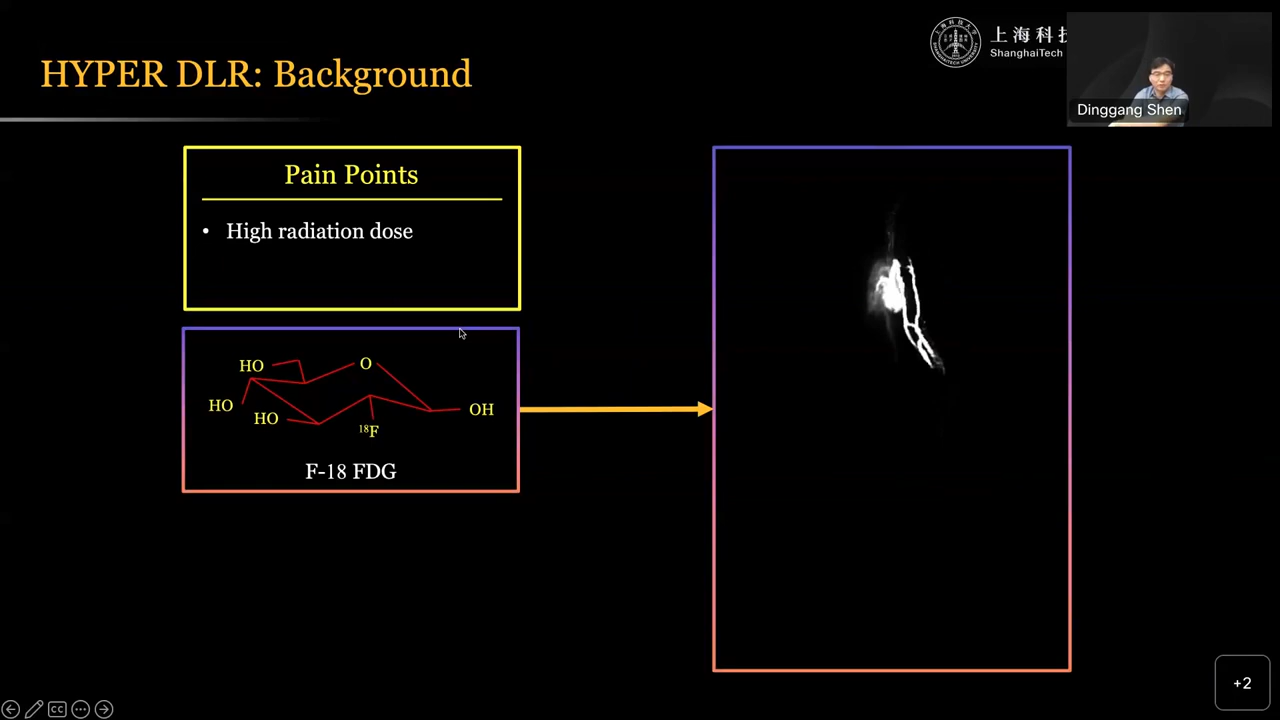 HYPER DLR: Background
上海科技
ShanghaiTech
Dinggang Shen
Pain Points
• High radiation dose
HO
O
HO
HO
OH
18F
F-18 FDG
CC
+2